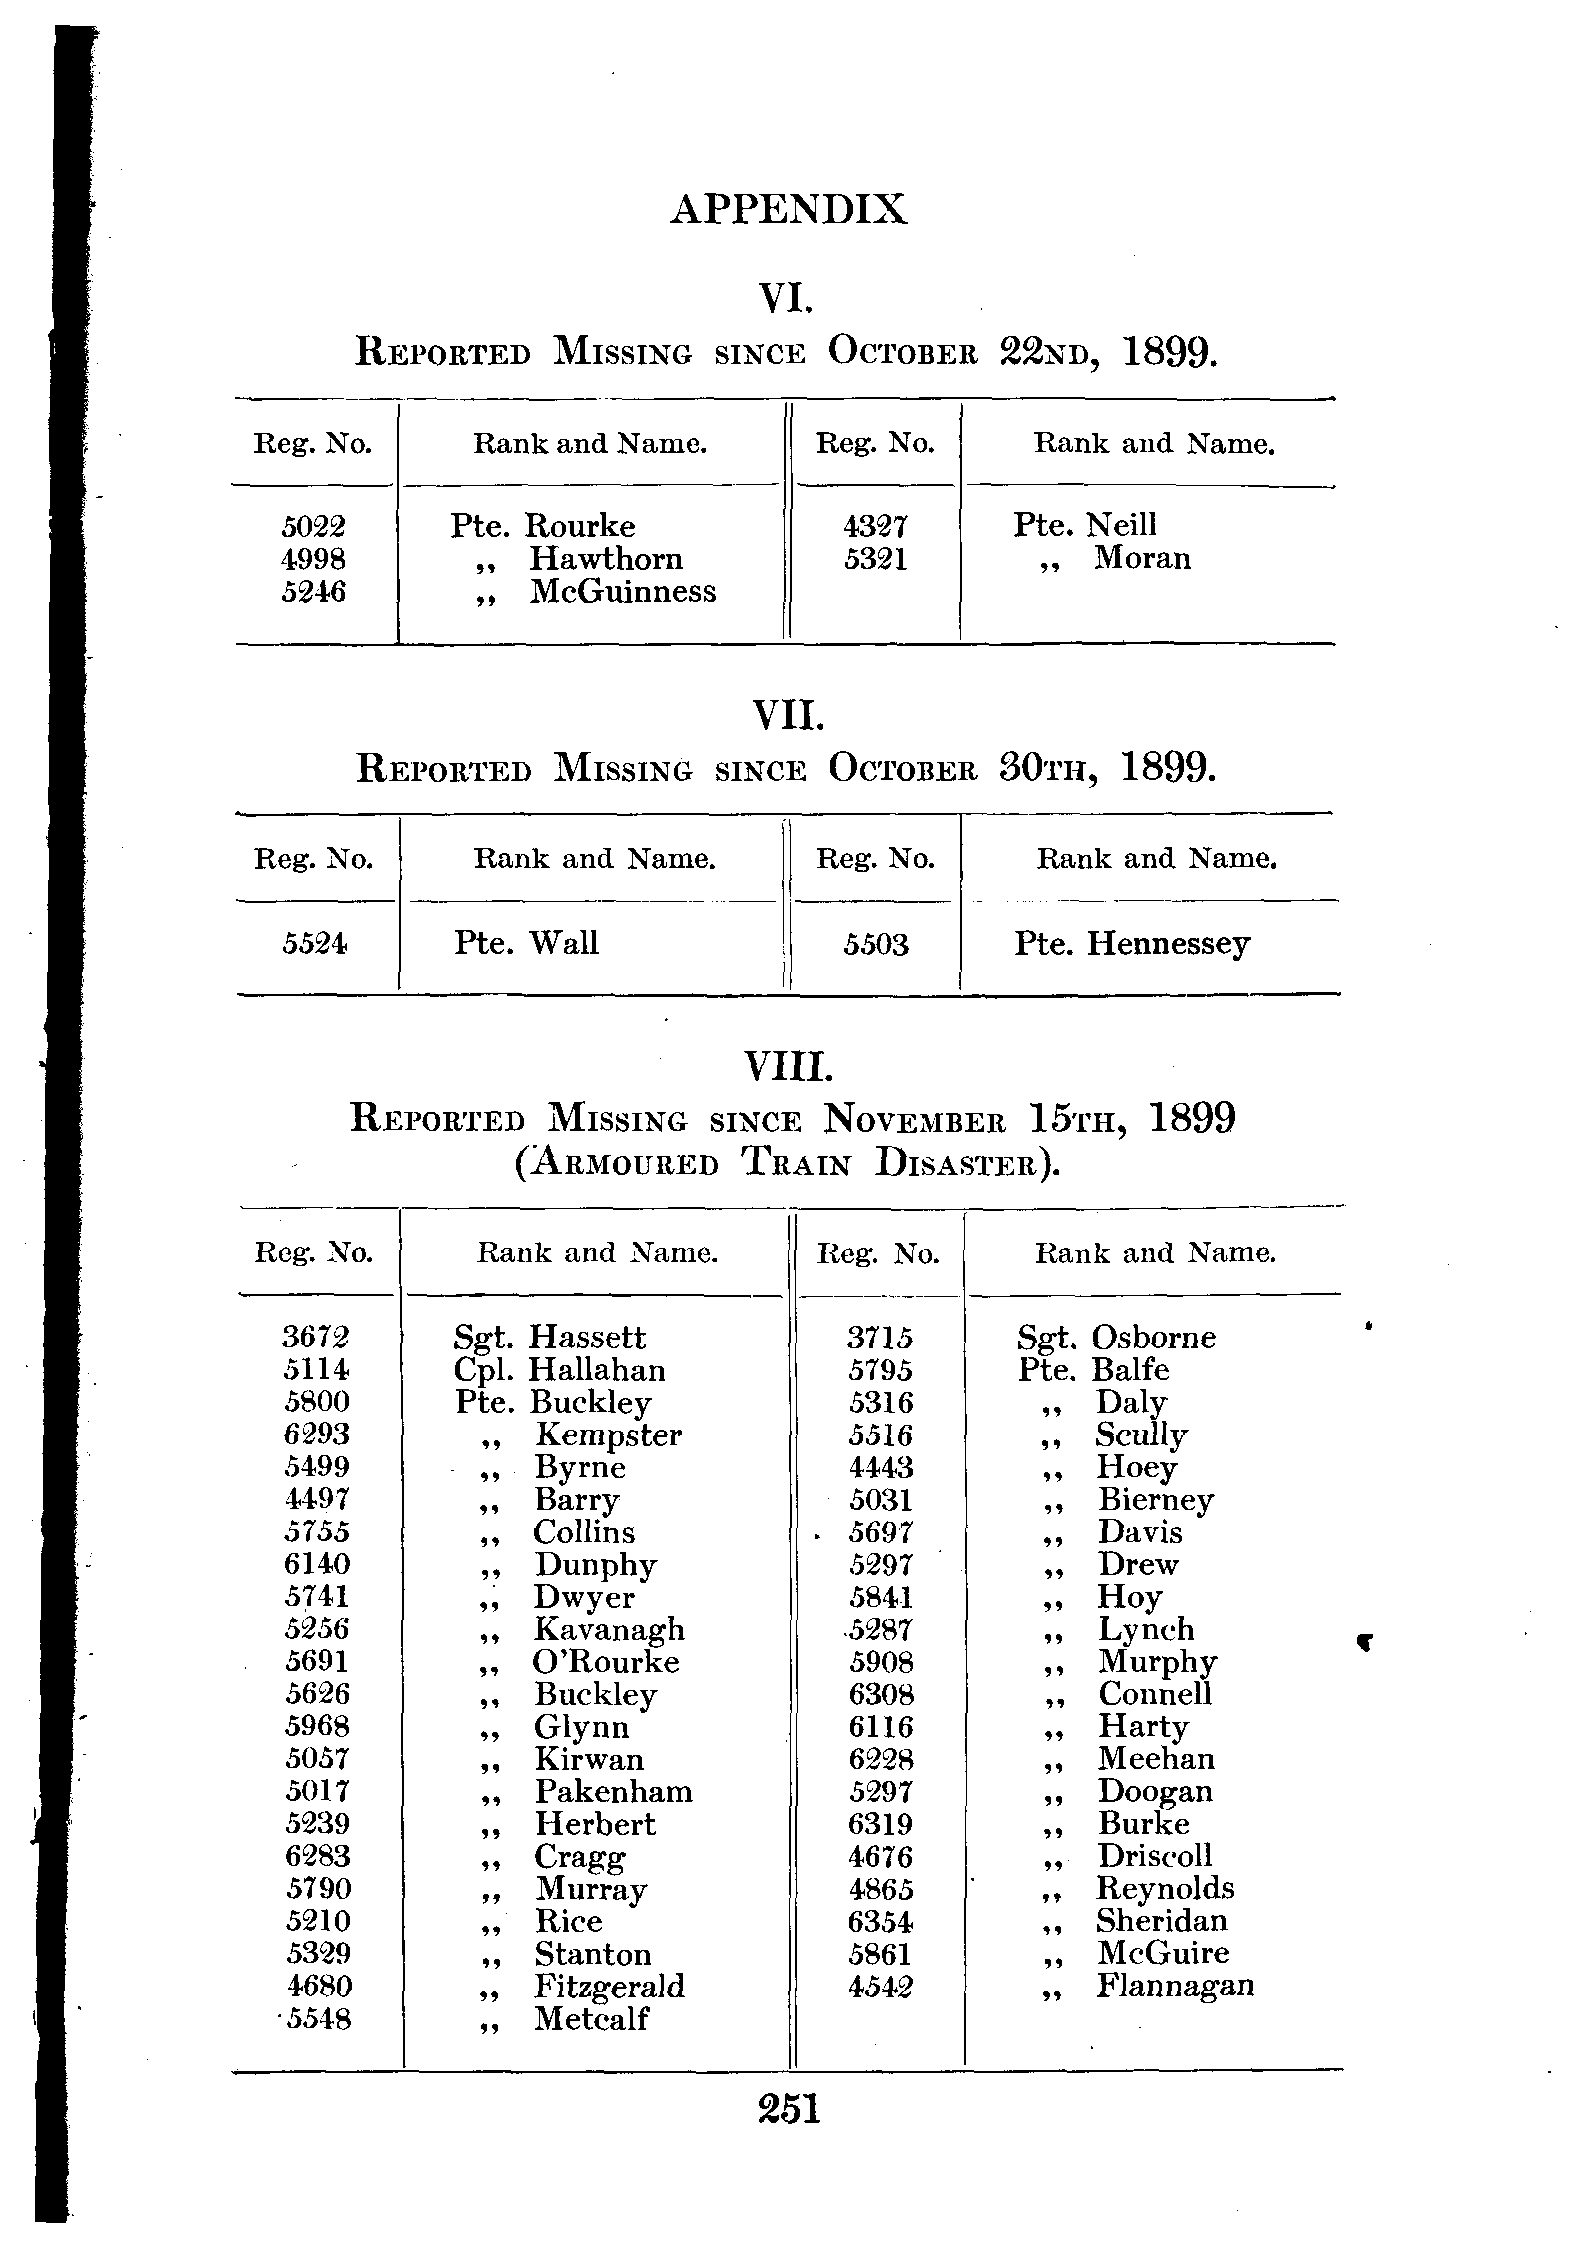 APPENDIX
VI.
REPORTED MISSING SINCE OCTOBER 22ND, 1899.
Reg. No. Rank and Name. Reg. No. Rank and Name.
5022 Pte. Rourke 4327 Pte. Neill
4998 ,, Hawthorn 5321 ,, Moran
5246 ,, McGuinness
VII.
REPORTED MISSING SINCE OCTOBER 30TH, 1899.
Reg. No. Rank and Name. Reg. No. Rank and Name.
5524 Pte. Wall 5503 Pte. Hennessey
VIII.
REPORTED MISSING SINCE NOVEMBER 15TH, 1899
(ARMOURED TRAIN DISASTER).
Reg. No. Rank and Name. Reg. No. Rank and Name.
3672 Sgt. Hassett 3715 Sgt. Osborne
5114 Cpl. Hallahan 5795 Pte. Balfe
5800 Pte. Buckley 5316 ,, Daly
6293 ,, Kempster 5516 ,, Scully
5499 ,, Byrne 4443 ,, Hoey
4497 ,, Barry 5031 ,, Bierney
5755 ,, Collins 5697 ,, Davis
6140 ,, Dunphy 5297 ,, Drew
5741 ,, Dwyer 5841 ,, Hoy
5256 ,, Kavanagh 5287 ,, Lynch
5691 ,, O'Rourke 5908 ,, Murphy
5626 ,, Buckley 6308 ,, Connell
5968 ,, Glynn 6116 ,, Harty
5057 ,, Kirwan 6228 ,, Meehan
5017 ,, Pakenham 5297 ,, Doogan
5239 ,, Herbert 6319 ,, Burke
6283 ,, Cragg 4676 ,, Driscoll
5790 ,, Murray 4865 ,, Reynolds
5210 ,, Rice 6354 ,, Sheridan
5329 ,, Stanton 5861 ,, McGuire
4680 ,, Fitzgerald 4542 ,, Flannagan
5548 ,, Metcalf
251